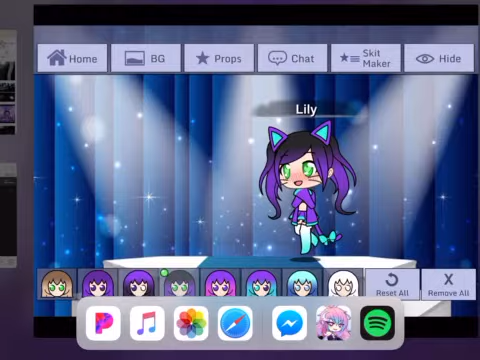 Home
BG
Props
Chat
Skit
Maker
Hide
Lily
Reset All
X
Remove All